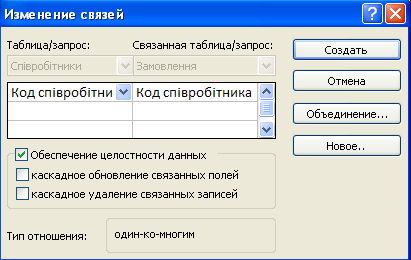 Изменение связей
Таблица/запрос: Связанная таблица/запрос:
Співробітники Замовлення
Код співробітни Код співробітника
Обеспечение целостности данных
каскадное обновление связанных полей
каскадное удаление связанных записей
Тип отношения: один-ко-многим
Создать
Отмена
Объединение...
Новое..